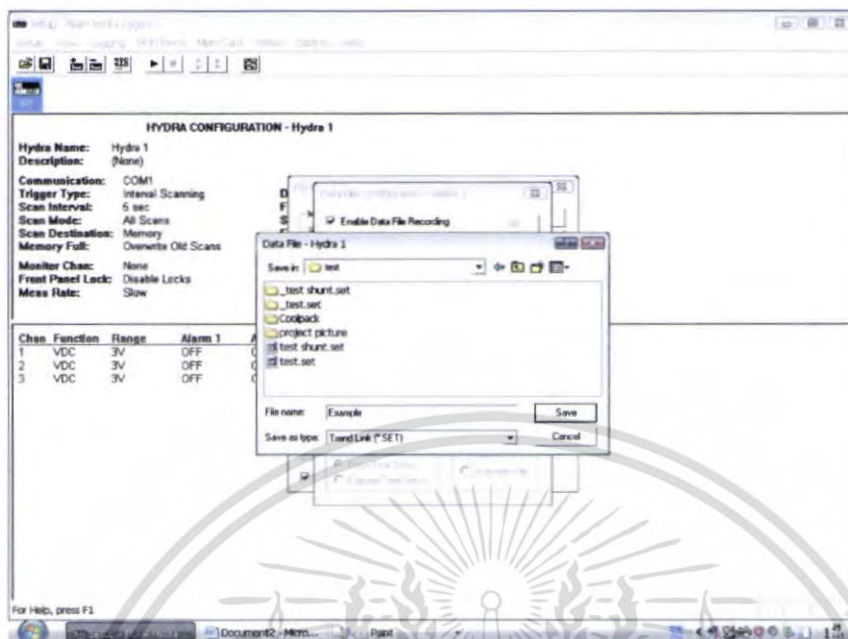 HYDRA CONFIGURATION - Hydra 1
Hydra Name: Hydra 1
Description: (None)
Communication: COM1
Trigger Type: Interval Scanning
Scan Interval: 5 sec
Scan Mode: All Scans
Scan Destination: Memory
Memory Full: Overwrite Old Scans
Monitor Chan: None
Front Panel Lock: Disable Locks
Meas Rate: Slow
Enable Data File Recording
Data File - Hydra 1
Save in: test
_test shunt.set
_test.set
Coolpack
project picture
test shunt.set
test.set
File name: Example
Save
Save as type: Trend Link (*.SET)
Cancel
Chan Function Range Alarm 1
1 VDC 3V OFF
2 VDC 3V OFF
3 VDC 3V OFF
For Help, press F1
Document2 - Micro...
Paint